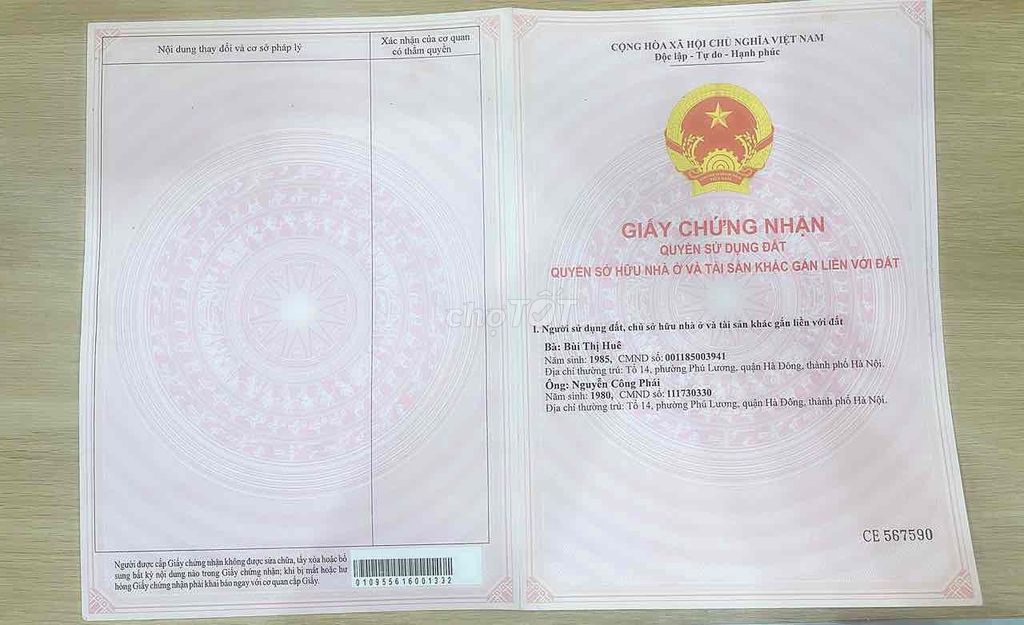 Nội dung thay đổi và cơ sở pháp lý
Xác nhận của cơ quan
có thẩm quyền
Người được cấp Giấy chứng nhận không được sửa chữa, tẩy xóa hoặc bổ
sung bất kỳ nội dung nào trong Giấy chứng nhận; khi bị mất hoặc hư
hỏng Giấy chứng nhận phải khai báo ngay với cơ quan cấp Giấy.
010955616001332
CỘNG HÒA XÃ HỘI CHỦ NGHĨA VIỆT NAM
Độc lập - Tự do - Hạnh phúc
GIẤY CHỨNG NHẬN
QUYỀN SỬ DỤNG ĐẤT
QUYỀN SỞ HỮU NHÀ Ở VÀ TÀI SẢN KHÁC GẮN LIỀN VỚI ĐẤT
chợTỐT
I. Người sử dụng đất, chủ sở hữu nhà ở và tài sản khác gắn liền với đất
Bà: Bùi Thị Huê
Năm sinh: 1985, CMND số: 001185003941
Địa chỉ thường trú: Tổ 14, phường Phú Lương, quận Hà Đông, thành phố Hà Nội.
Ông: Nguyễn Công Phái
Năm sinh: 1980, CMND số: 111730330
Địa chỉ thường trú: Tổ 14, phường Phú Lương, quận Hà Đông, thành phố Hà Nội.
CE 567590